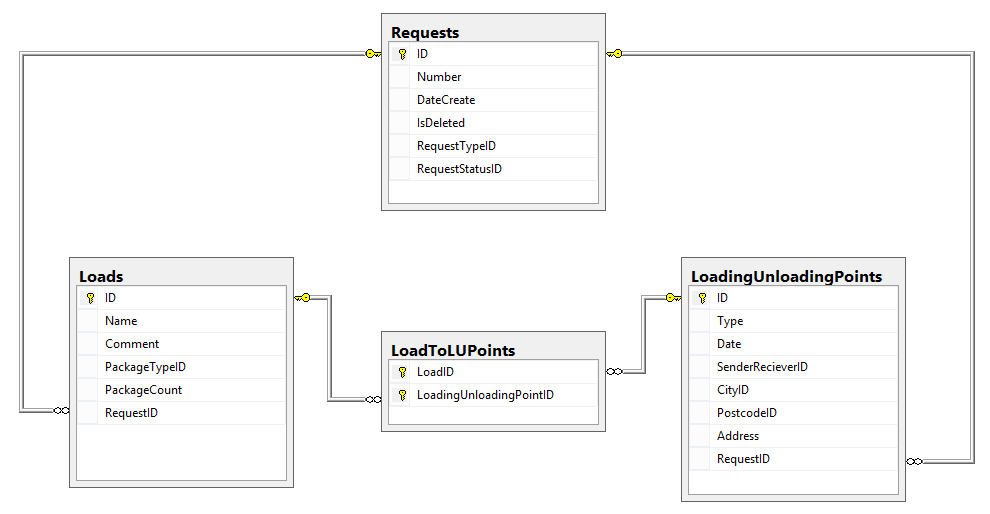 Requests
ID
Number
DateCreate
IsDeleted
RequestTypeID
RequestStatusID
Loads
ID
Name
Comment
PackageTypeID
PackageCount
RequestID
LoadToLUPoints
LoadID
LoadingUnloadingPointID
LoadingUnloadingPoints
ID
Type
Date
SenderRecieverID
CityID
PostcodeID
Address
RequestID